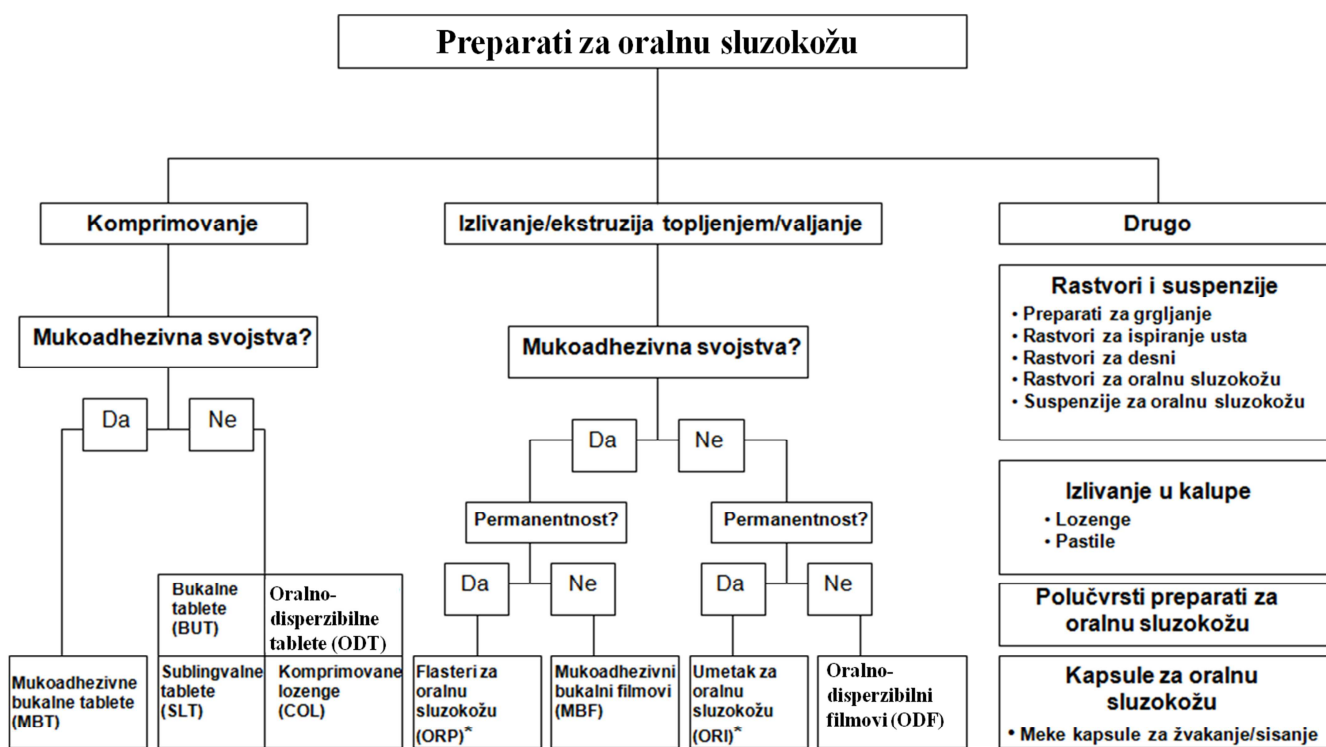 Preparati za oralnu sluzokožu
Komprimovanje
Izlivanje/ekstruzija topljenjem/valjanje
Drugo
Mukoadhezivna svojstva?
Da
Ne
Mukoadhezivne
bukalne tablete
(MBT)
Bukalne
tablete
(BUT)
Oralno-
disperzibilne
tablete (ODT)
Sublingvalne
tablete
(SLT)
Komprimovane
lozenge
(COL)
Mukoadhezivna svojstva?
Da
Ne
Permanentnost?
Permanentnost?
Da
Ne
Da
Ne
Flasteri za
oralnu
sluzokožu
(ORP)*
Mukoadhezivni
bukalni filmovi
(MBF)
Umetak za
oralnu
sluzokožu
(ORI)*
Oralno-
disperzibilni
filmovi (ODF)
Rastvori i suspenzije
• Preparati za grgljanje
• Rastvori za ispiranje usta
• Rastvori za desni
• Rastvori za oralnu sluzokožu
• Suspenzije za oralnu sluzokožu
Izlivanje u kalupe
• Lozenge
• Pastile
Polučvrsti preparati za
oralnu sluzokožu
Kapsule za oralnu
sluzokožu
• Meke kapsule za žvakanje/sisanje